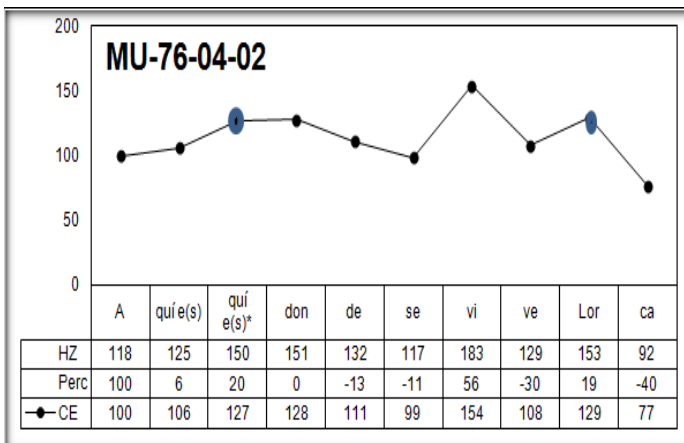 200
MU-76-04-02
150
100
50
0
A quíe(s) quí e(s)* don de se vi ve Lor ca
HZ 118 125 150 151 132 117 183 129 153 92
Perc 100 6 20 0 -13 -11 56 -30 19 -40
CE 100 106 127 128 111 99 154 108 129 77